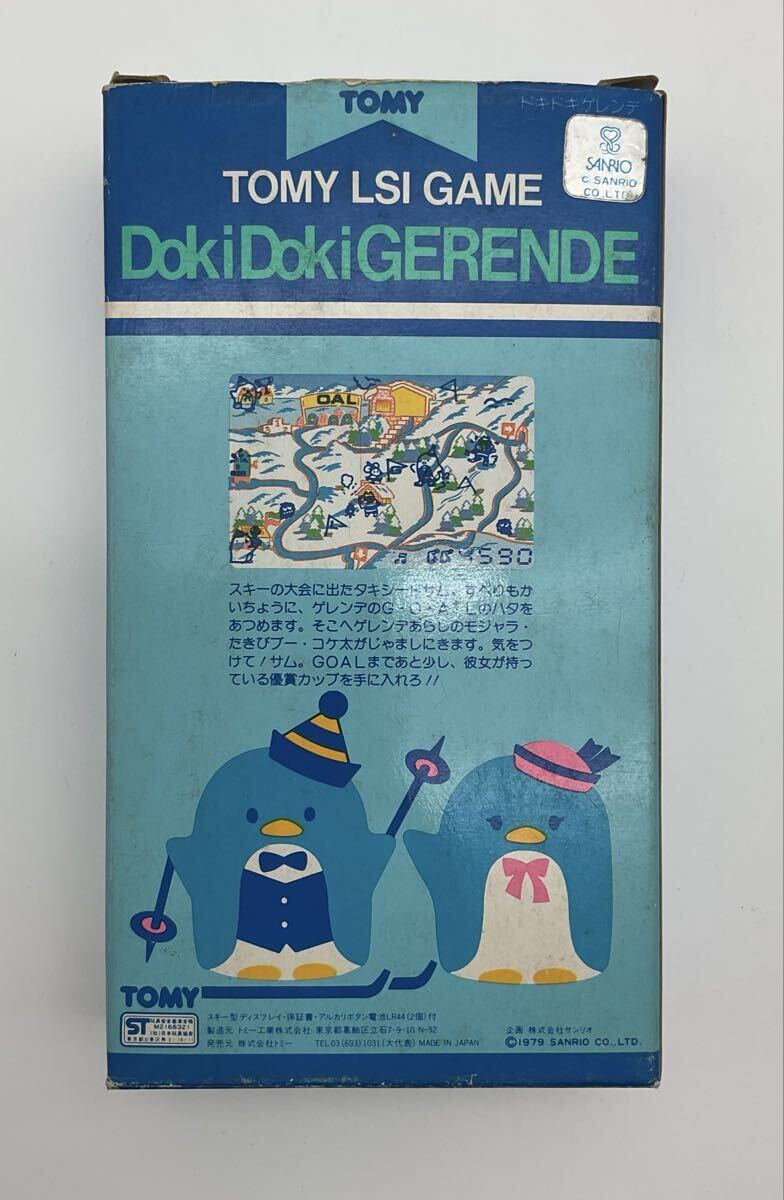 TOMY
ドキドキゲレンデ
SANRIO
C SANRIO
CO.,LTD.
TOMY LSI GAME
DokiDokiGERENDE
OAL
4590
スキーの大会に出たタキシードサム。すべりもか
いちょうに、ゲレンデのG・O・A・Lのハタを
あつめます。そこへゲレンデあらしのモジャラ・
たきびブー・コケ太がじゃましにきます。気をつ
けて!サム。GOALまであと少し、彼女が持っ
ている優賞カップを手に入れろ!!
TOMY
スキー型ディスプレイ・保証書・アルカリボタン電池LR44(2個)付
ST
製造元 トミー工業株式会社 東京都葛飾区立石7-9-10 N-32
企画 株式会社サンリオ
発売元 株式会社トミー TEL.03(693)1031(大代表) MADE IN JAPAN
©1979 SANRIO CO.,LTD.